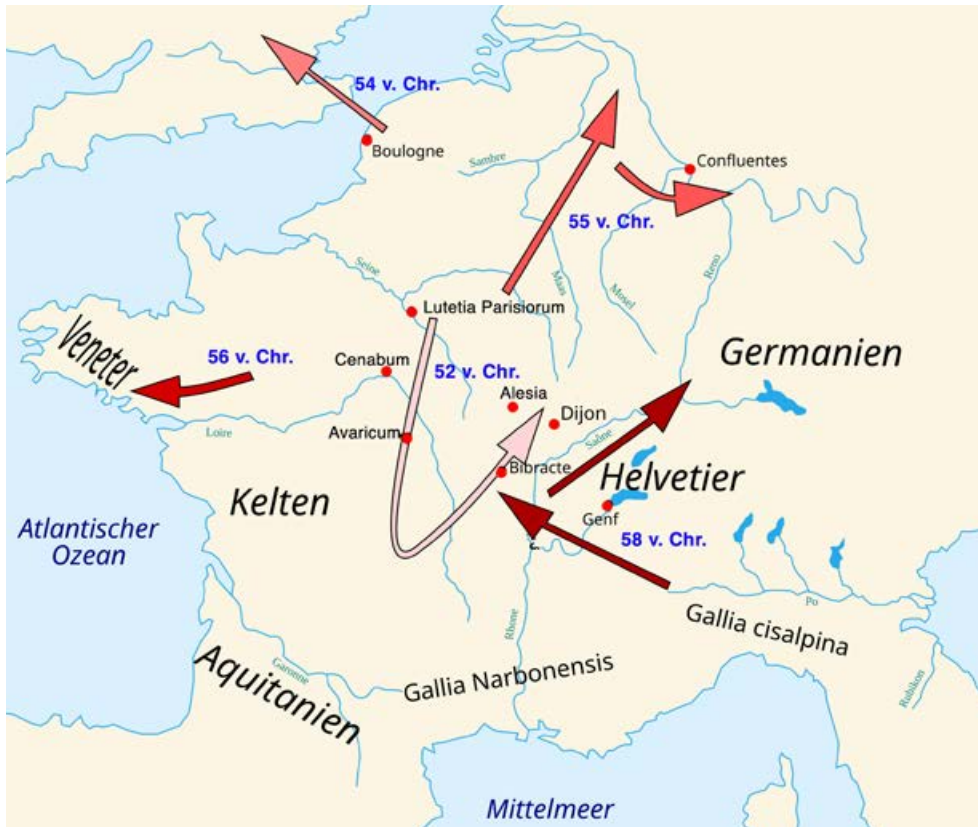 54 v. Chr.
Boulogne
Sambre
Confluentes
55 v. Chr.
Seine
Maas
Mosel
Reno
Lutetia Parisiorum
Veneter
56 v. Chr.
Cenabum
52 v. Chr.
Germanien
Alesia
Dijon
Loire
Avaricum
Saône
Bibracte
Helvetier
Kelten
Genf
Atlantischer
Ozean
58 v. Chr.
Po
Gallia cisalpina
Rhone
Aquitanien
Garonne
Gallia Narbonensis
Rubikon
Mittelmeer